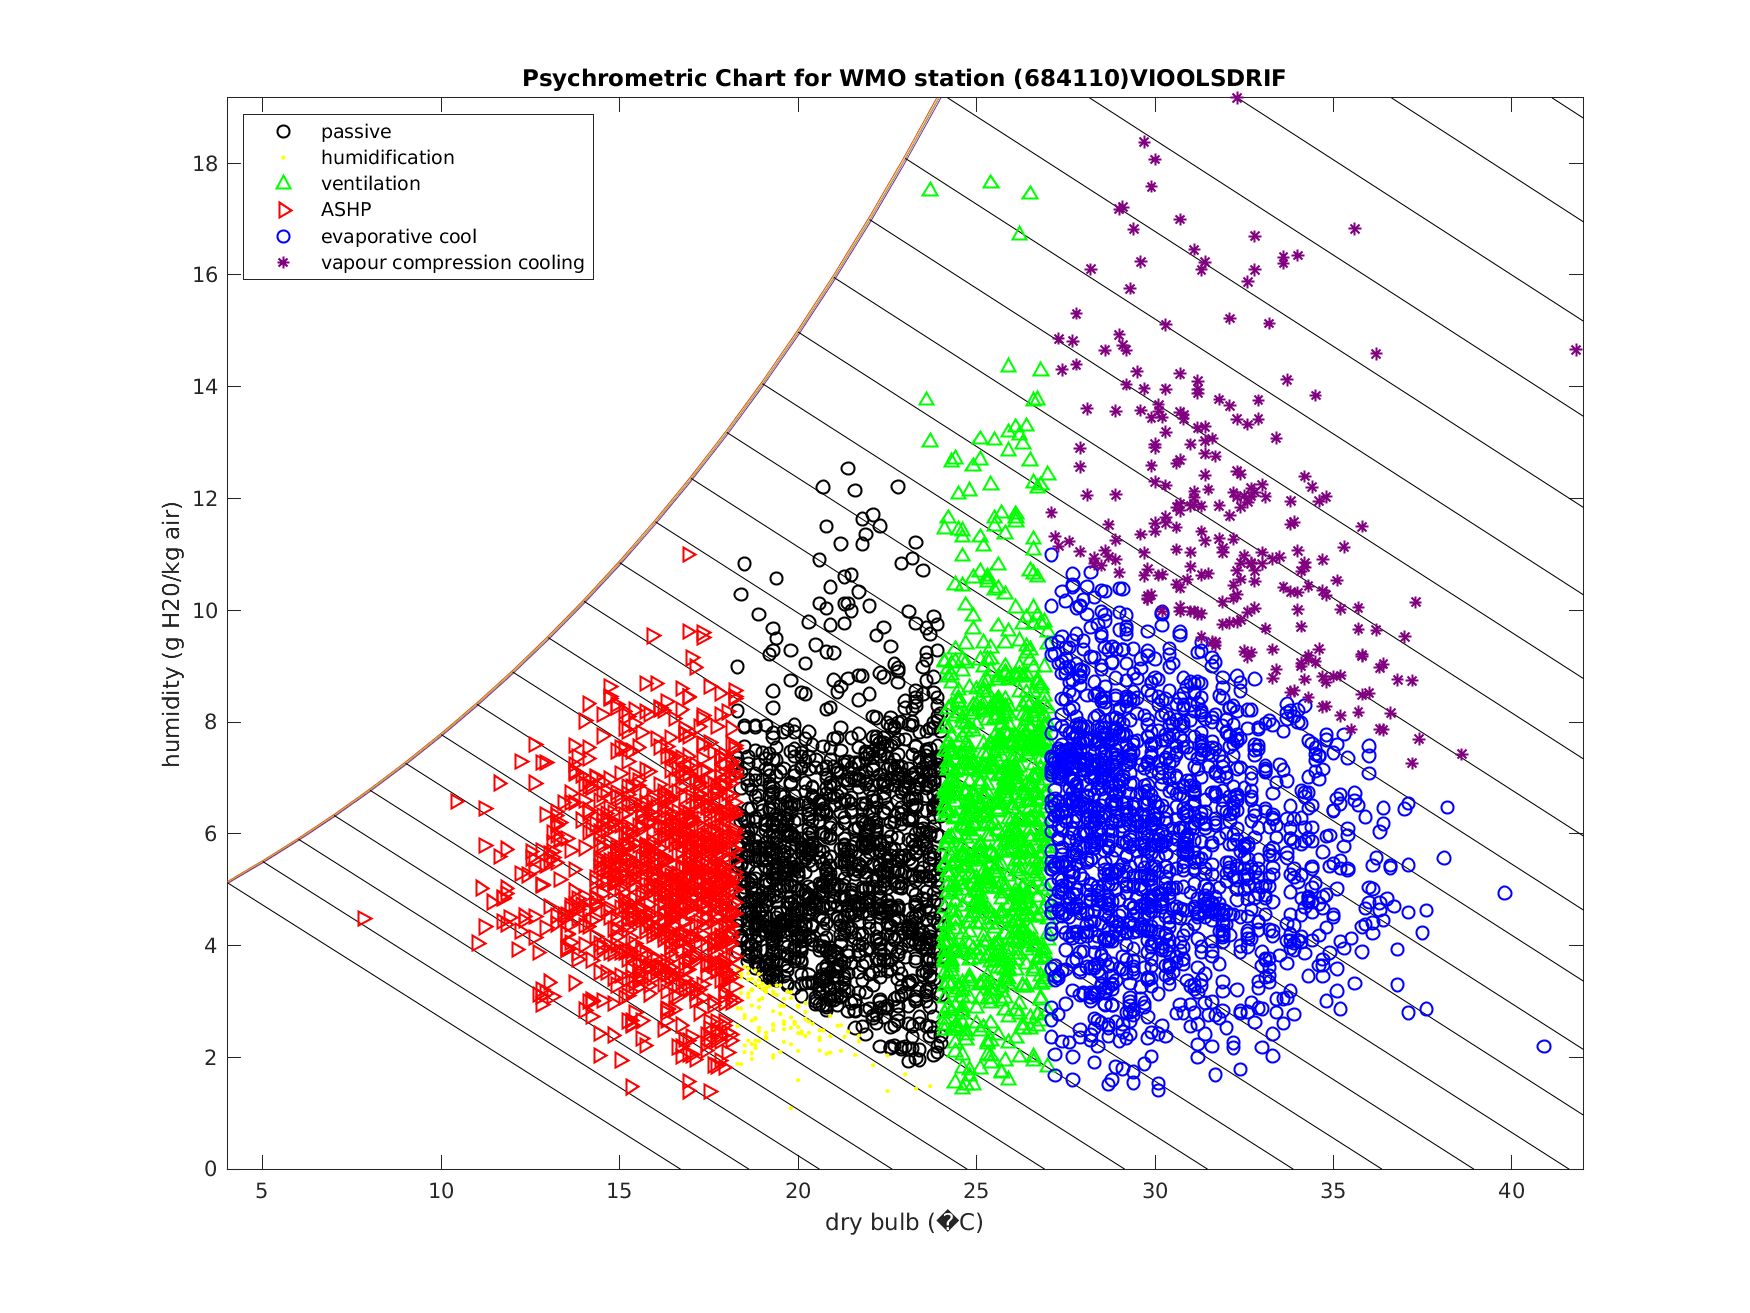 Psychrometric Chart for WMO station (684110)VIOOLSDRIF
passive
humidification
ventilation
ASHP
evaporative cool
vapour compression cooling
humidity (g H20/kg air)
18
16
14
12
10
8
6
4
2
0
5 10 15 20 25 30 35 40
dry bulb (�C)